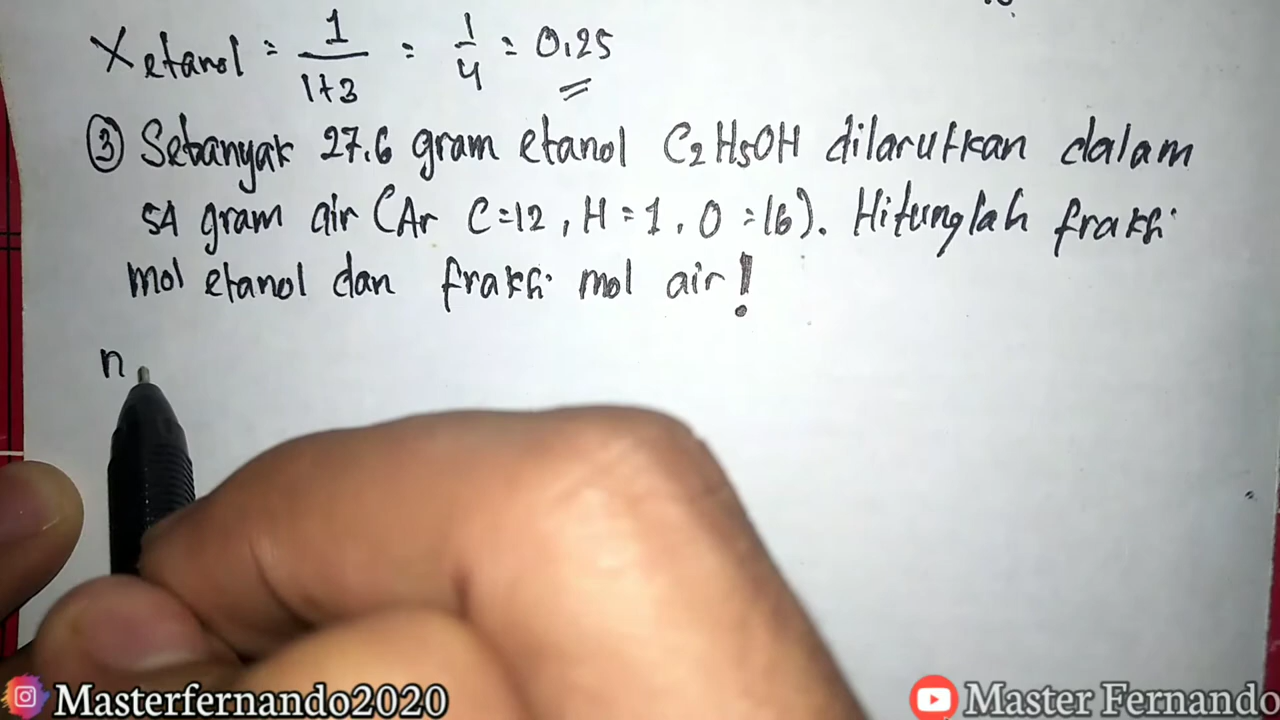 X etanol = 1/1+3 = 1/4 = 0,25
③ Sebanyak 27,6 gram etanol C2H5OH dilarutkan dalam
54 gram air (Ar C=12, H=1, O=16). Hitunglah fraksi
mol etanol dan fraksi mol air!
n
Masterfernando2020
Master Fernando